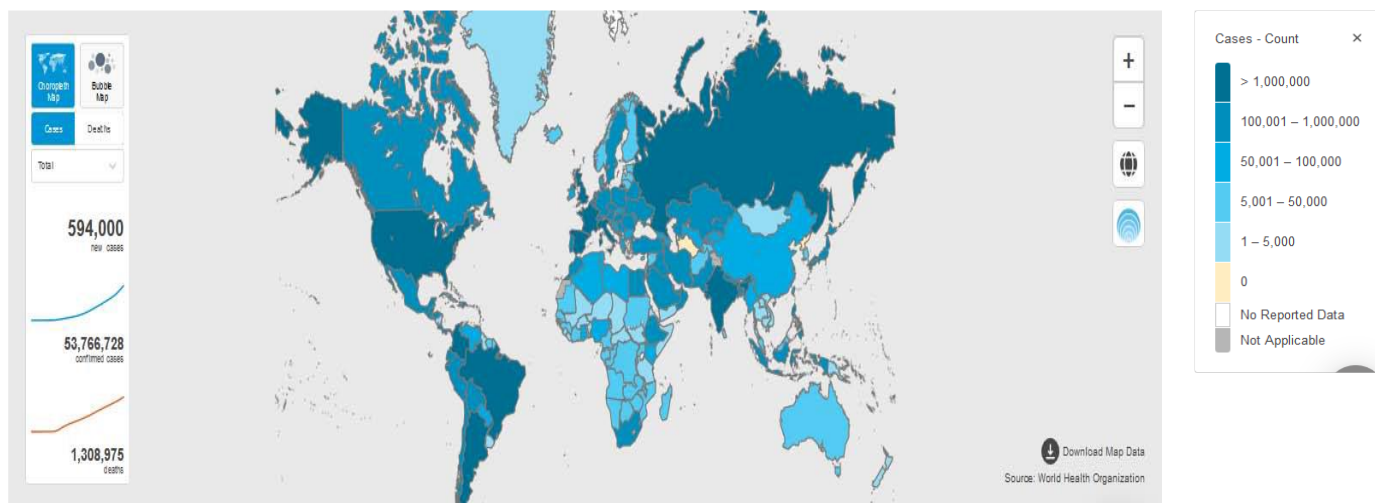 Choropleth
Map
Bubble
Map
Cases
Deaths
Total
594,000
new cases
53,766,728
confirmed cases
1,308,975
deaths
+
−
Download Map Data
Source: World Health Organization
Cases - Count ×
> 1,000,000
100,001 – 1,000,000
50,001 – 100,000
5,001 – 50,000
1 – 5,000
0
No Reported Data
Not Applicable